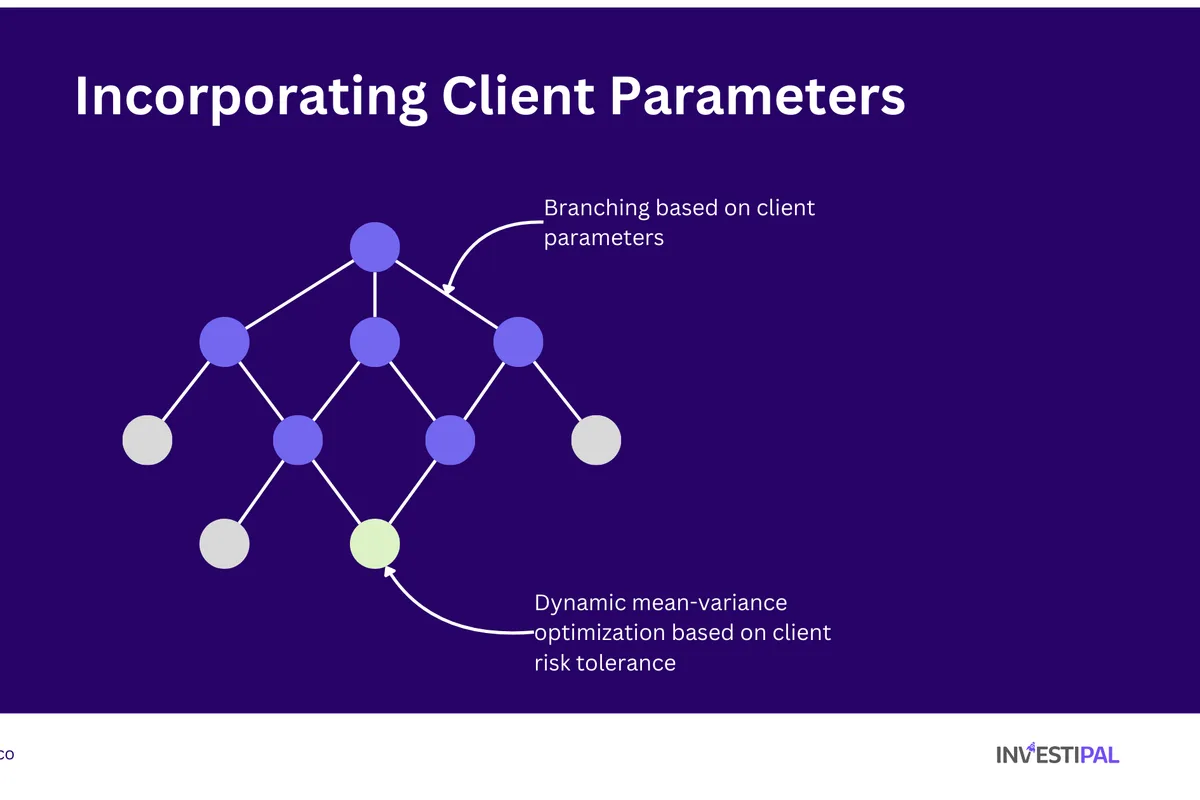 Incorporating Client Parameters
Branching based on client
parameters
Dynamic mean-variance
optimization based on client
risk tolerance
co
INVESTIPAL